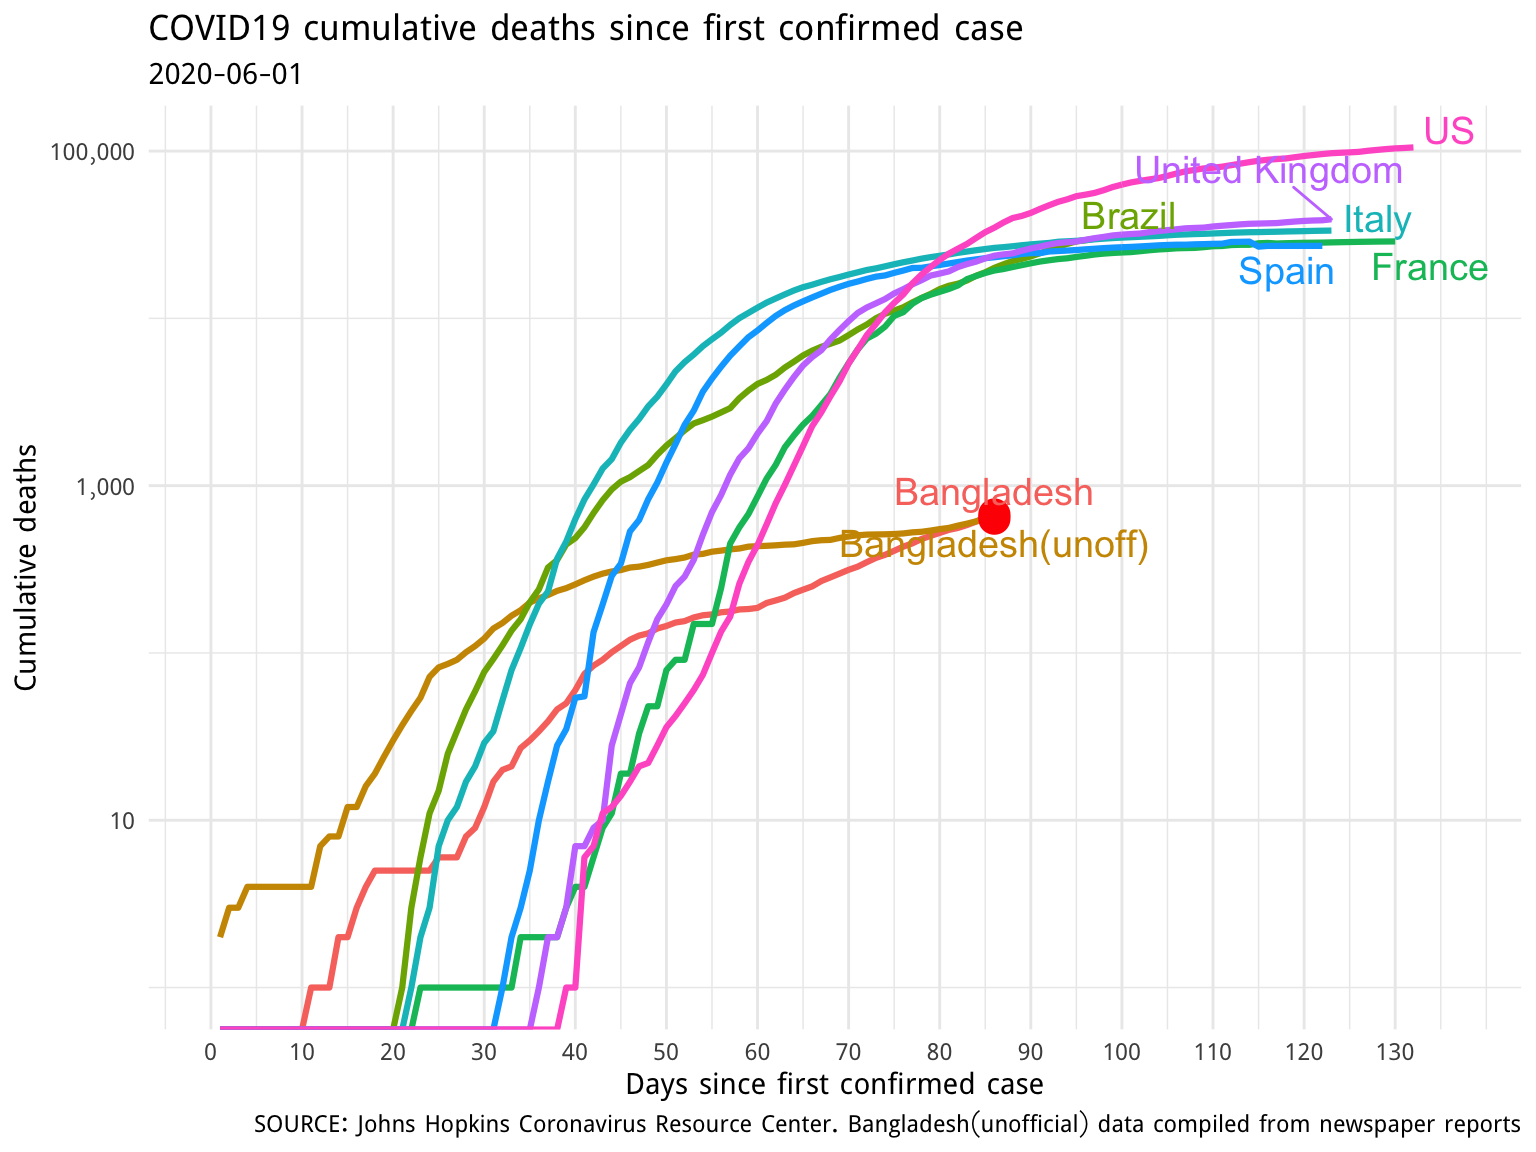 COVID19 cumulative deaths since first confirmed case
2020-06-01
100,000
1,000
10
Cumulative deaths
US
United Kingdom
Brazil
Italy
Spain
France
Bangladesh
Bangladesh(unoff)
0 10 20 30 40 50 60 70 80 90 100 110 120 130
Days since first confirmed case
SOURCE: Johns Hopkins Coronavirus Resource Center. Bangladesh(unofficial) data compiled from newspaper reports